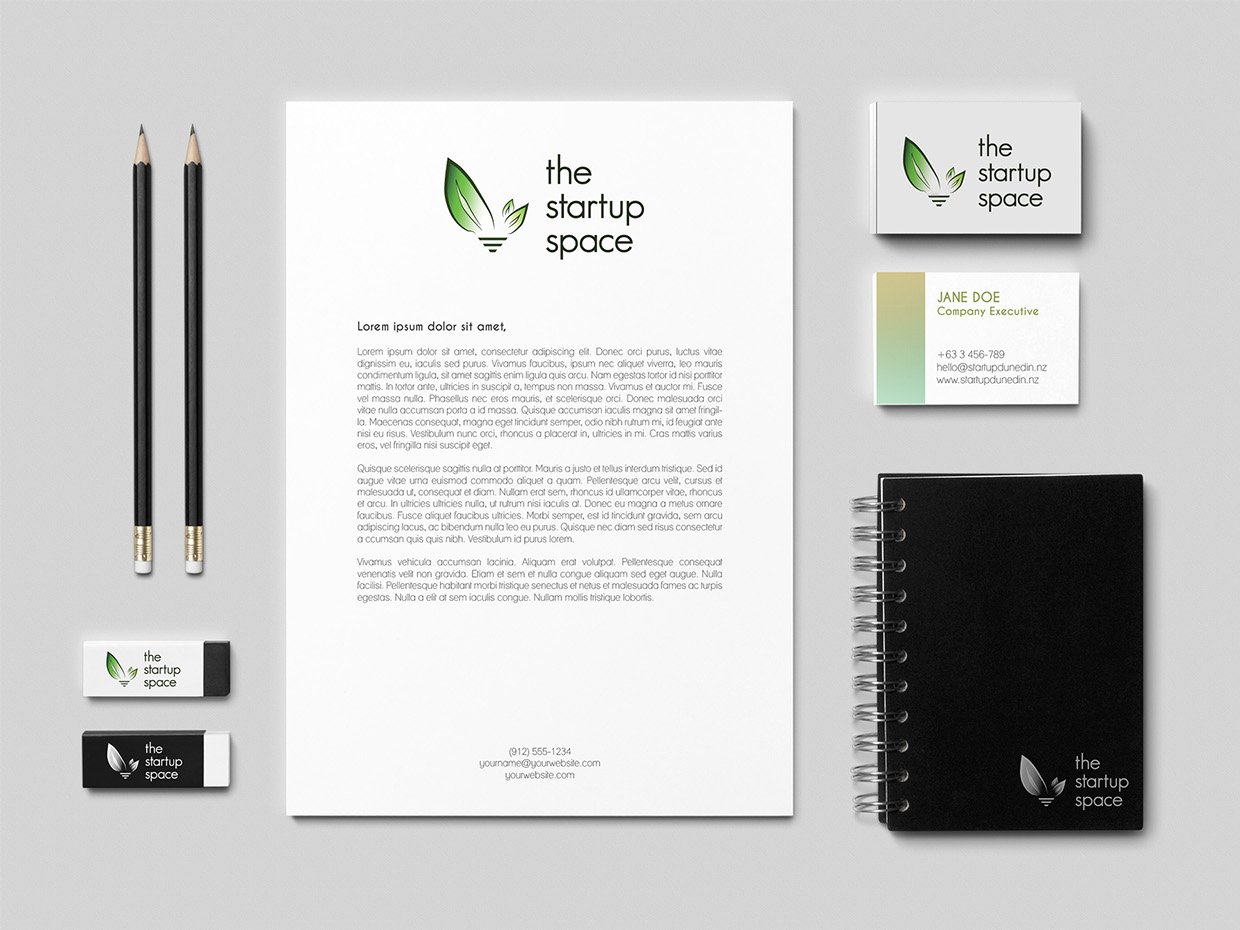 the
startup
space
Lorem ipsum dolor sit amet,
Lorem ipsum dolor sit amet, consectetur adipiscing elit. Donec orci purus, luctus vitae
dignissim eu, iaculis sed purus. Vivamus faucibus, ipsum nec aliquet viverra, leo mauris
condimentum ligula, sit amet sagittis enim ligula quis arcu. Nam egestas tortor id nisi porttitor
mattis. In tortor ante, ultricies in suscipit a, tempus non massa. Vivamus et auctor mi. Fusce
vel massa nulla. Phasellus nec eros mauris, et scelerisque orci. Donec malesuada orci
vitae nulla accumsan porta a id massa. Quisque accumsan iaculis magna sit amet fringil-
la. Maecenas consequat, magna eget tincidunt semper, odio nibh rutrum mi, id feugiat ante
nisi eu risus. Vestibulum nunc orci, rhoncus a placerat in, ultricies in mi. Cras mattis varius
eros, vel fringilla nisi suscipit eget.
Quisque scelerisque sagittis nulla at porttitor. Mauris a justo et tellus interdum tristique. Sed id
augue vitae urna euismod commodo aliquet a quam. Pellentesque arcu velit, cursus et
malesuada ut, consequat et diam. Nullam erat sem, rhoncus id ullamcorper vitae, rhoncus
et arcu. In ultricies ultricies nulla, ut rutrum nisi iaculis at. Donec eu magna a metus ornare
faucibus. Fusce aliquet faucibus ultricies. Morbi semper, est id tincidunt gravida, sem arcu
adipiscing lacus, ac bibendum nulla leo eu purus. Quisque nec diam sed risus consectetur
a ccumsan quis quis nibh. Vestibulum id purus lorem.
Vivamus vehicula accumsan lacinia. Aliquam erat volutpat. Pellentesque consequat
venenatis velit non gravida. Etiam et sem et nulla congue aliquam sed eget augue. Nulla
facilisi. Pellentesque habitant morbi tristique senectus et netus et malesuada fames ac turpis
egestas. Nulla a elit at sem iaculis congue. Nullam mollis tristique lobortis.
(912) 555-1234
yourname@yourwebsite.com
yourwebsite.com
the
startup
space
JANE DOE
Company Executive
+63 3 456-789
hello@startupdunedin.nz
www.startupdunedin.nz
the
startup
space
the
startup
space
the
startup
space